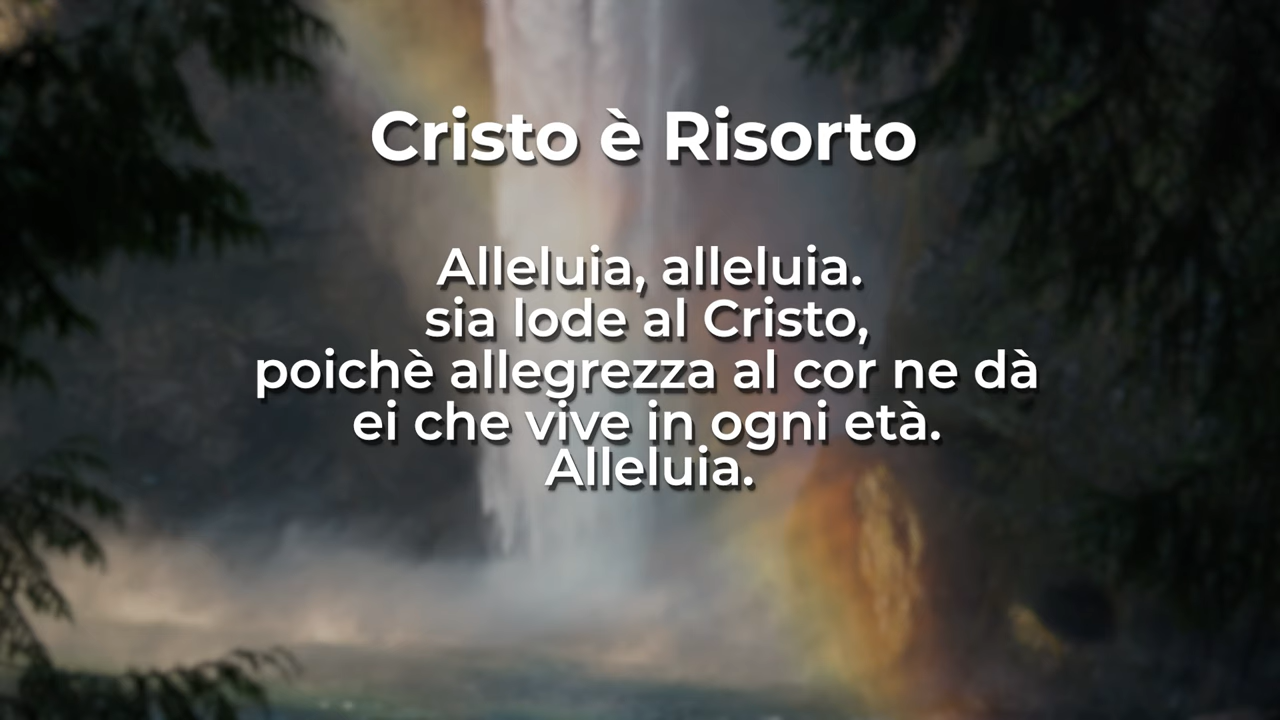 Cristo è Risorto
Alleluia, alleluia.
sia lode al Cristo,
poichè allegrezza al cor ne dà
ei che vive in ogni età.
Alleluia.